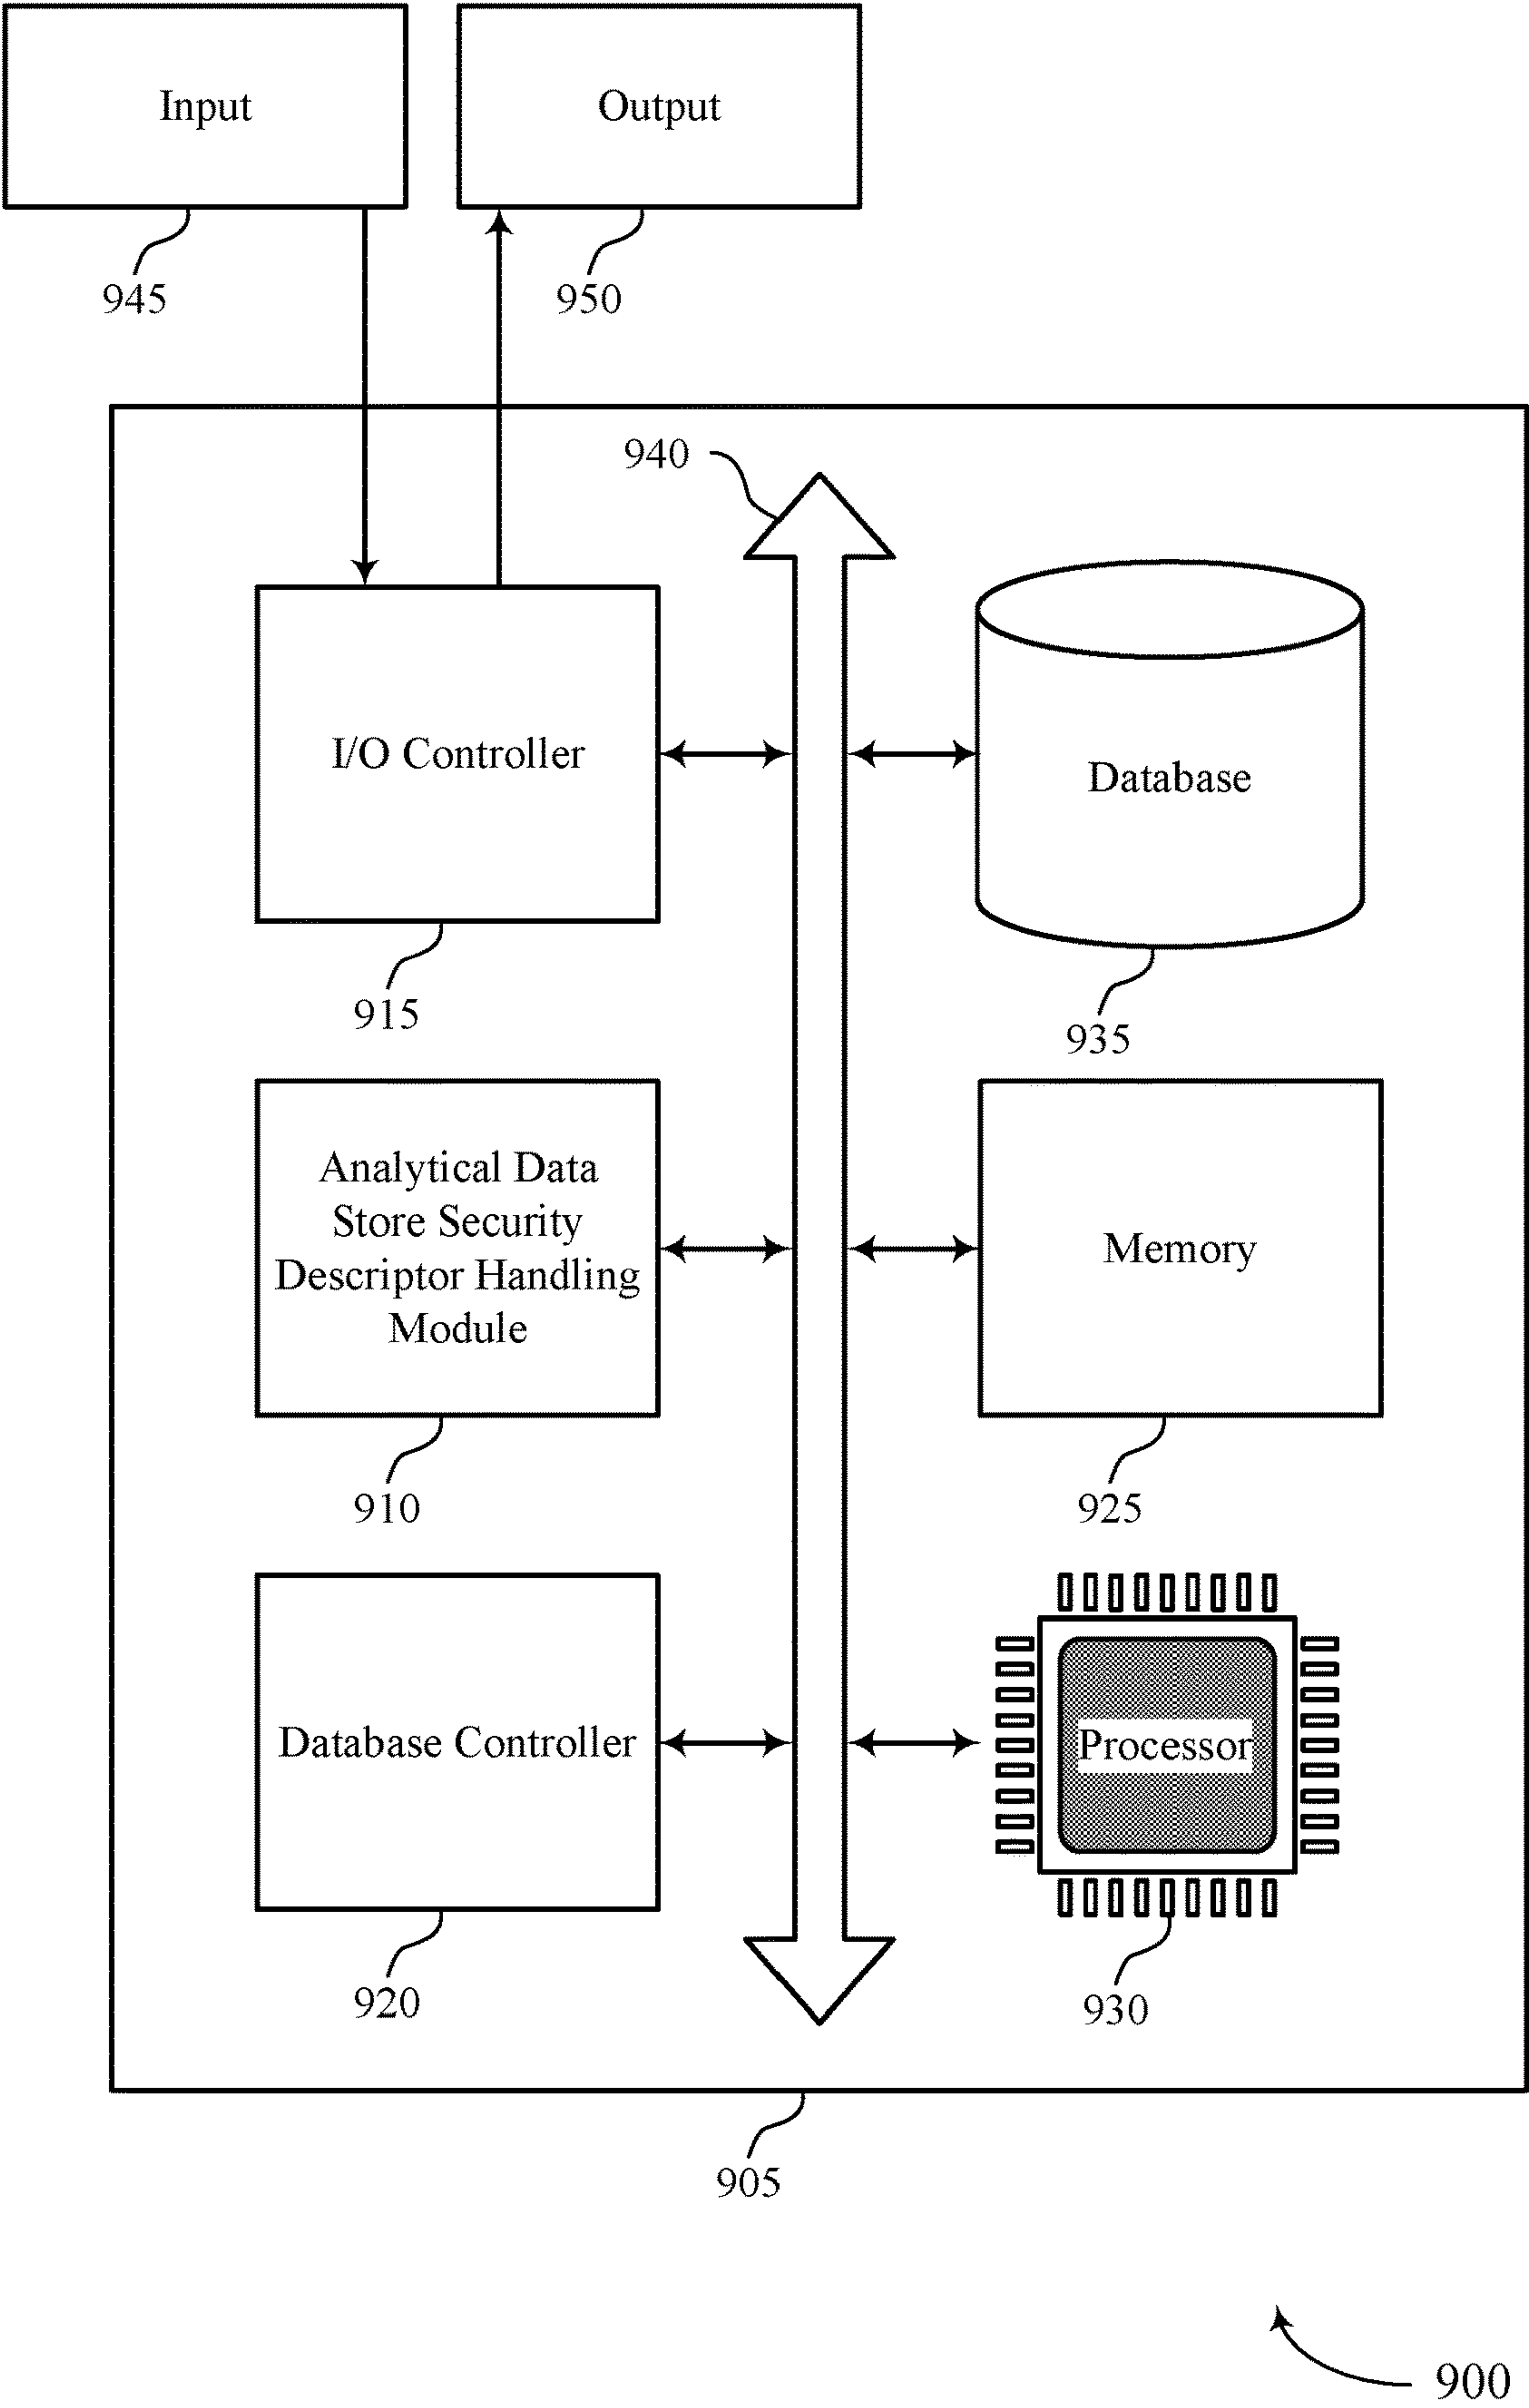 Input
Output
945
950
940
I/O Controller
Database
915
935
Analytical Data
Store Security
Descriptor Handling
Module
Memory
910
925
Database Controller
Processor
920
930
905
900